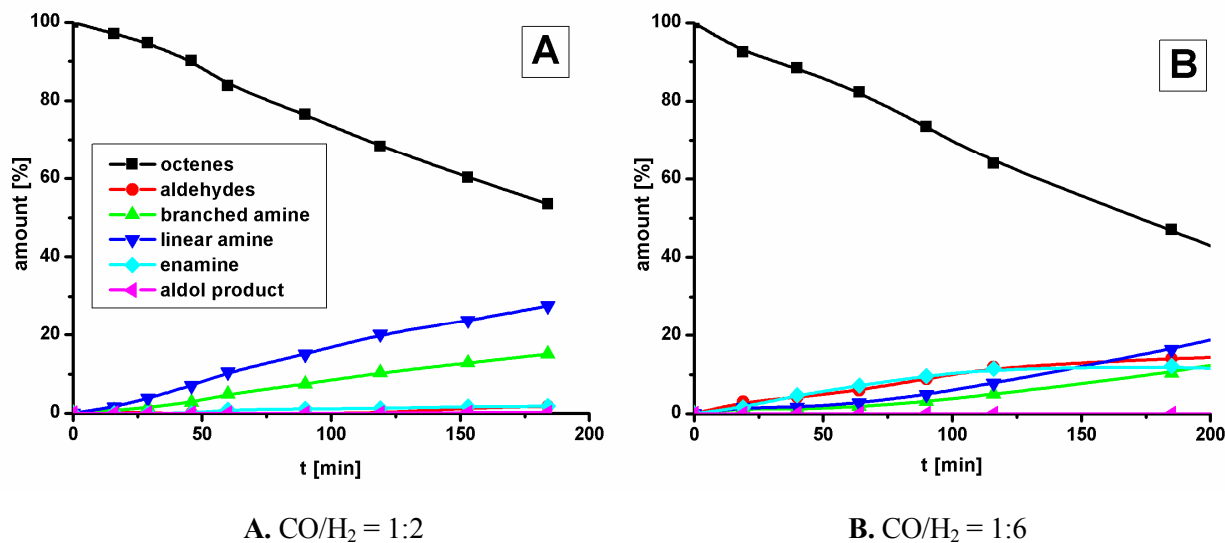 A
amount [%]
100
80
60
40
20
0
octenes
aldehydes
branched amine
linear amine
enamine
aldol product
0 50 100 150 200
t [min]
B
amount [%]
100
80
60
40
20
0
0 50 100 150 200
t [min]
A. CO/H₂ = 1:2
B. CO/H₂ = 1:6